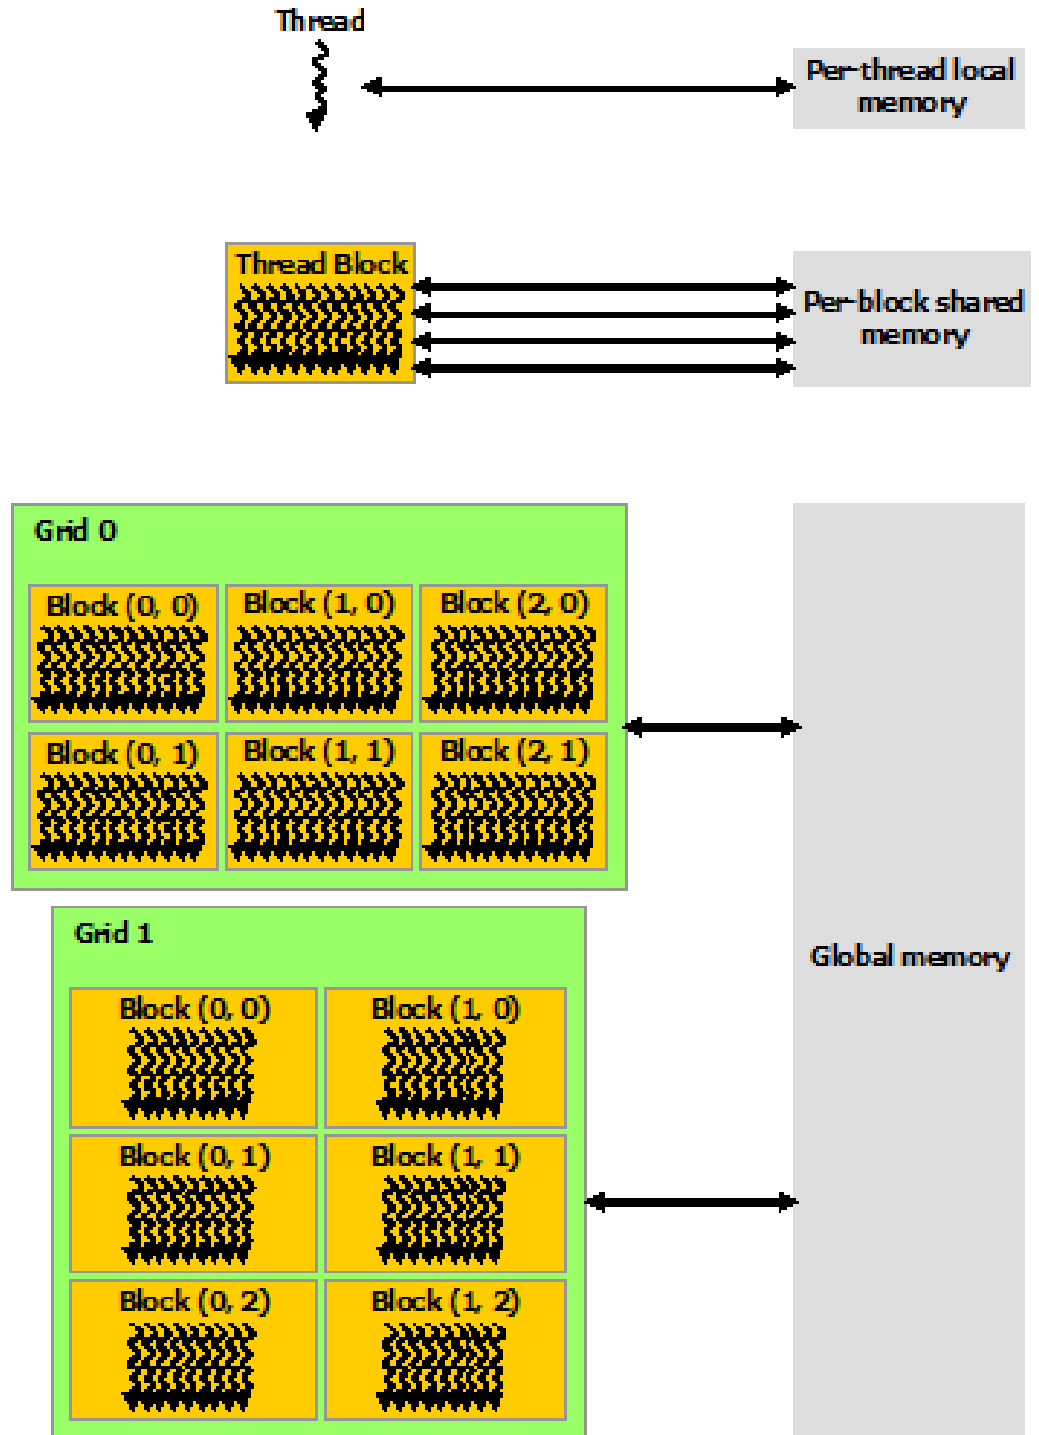 Thread
Per-thread local
memory
Thread Block
Per-block shared
memory
Grid 0
Block (0, 0)
Block (1, 0)
Block (2, 0)
Block (0, 1)
Block (1, 1)
Block (2, 1)
Grid 1
Global memory
Block (0, 0)
Block (1, 0)
Block (0, 1)
Block (1, 1)
Block (0, 2)
Block (1, 2)